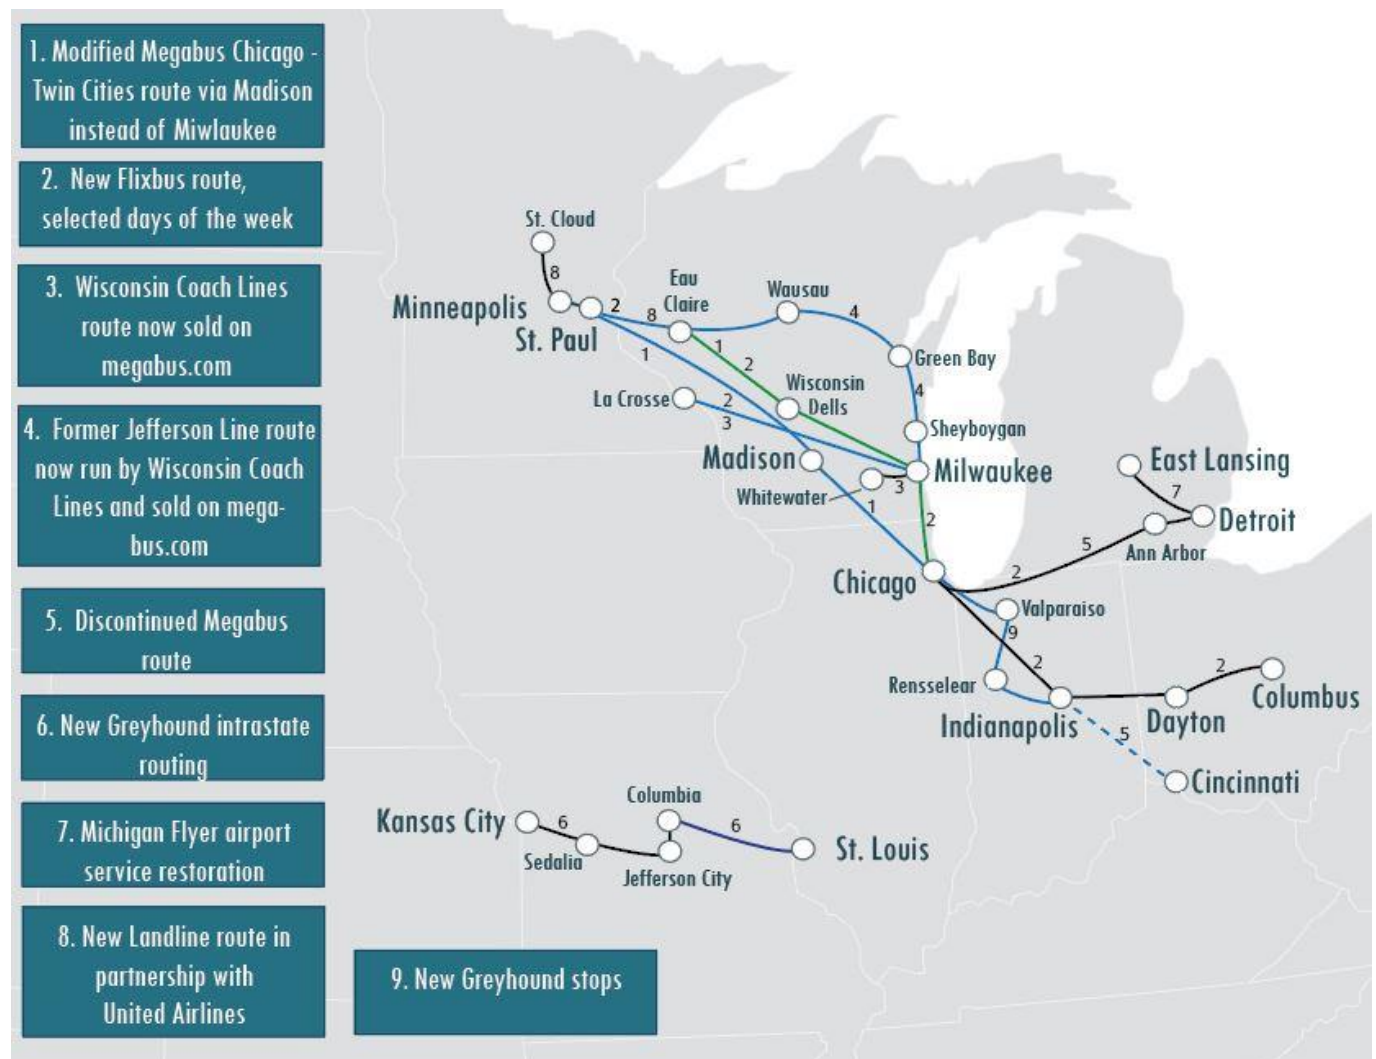 1. Modified Megabus Chicago -
Twin Cities route via Madison
instead of Miwlaukee
2. New Flixbus route,
selected days of the week
3. Wisconsin Coach Lines
route now sold on
megabus.com
4. Former Jefferson Line route
now run by Wisconsin Coach
Lines and sold on mega-
bus.com
5. Discontinued Megabus
route
6. New Greyhound intrastate
routing
7. Michigan Flyer airport
service restoration
8. New Landline route in
partnership with
United Airlines
9. New Greyhound stops
St. Cloud
8
Minneapolis
St. Paul
2
8
Eau
Claire
Wausau
4
Green Bay
4
1
1
2
La Crosse
2
3
Wisconsin
Dells
Sheyboygan
Madison
Milwaukee
Whitewater
3
1
2
East Lansing
7
Detroit
Ann Arbor
5
2
Chicago
Valparaiso
9
2
Rensselear
Indianapolis
Dayton
2
Columbus
5
Cincinnati
Kansas City
6
Sedalia
Columbia
Jefferson City
6
St. Louis